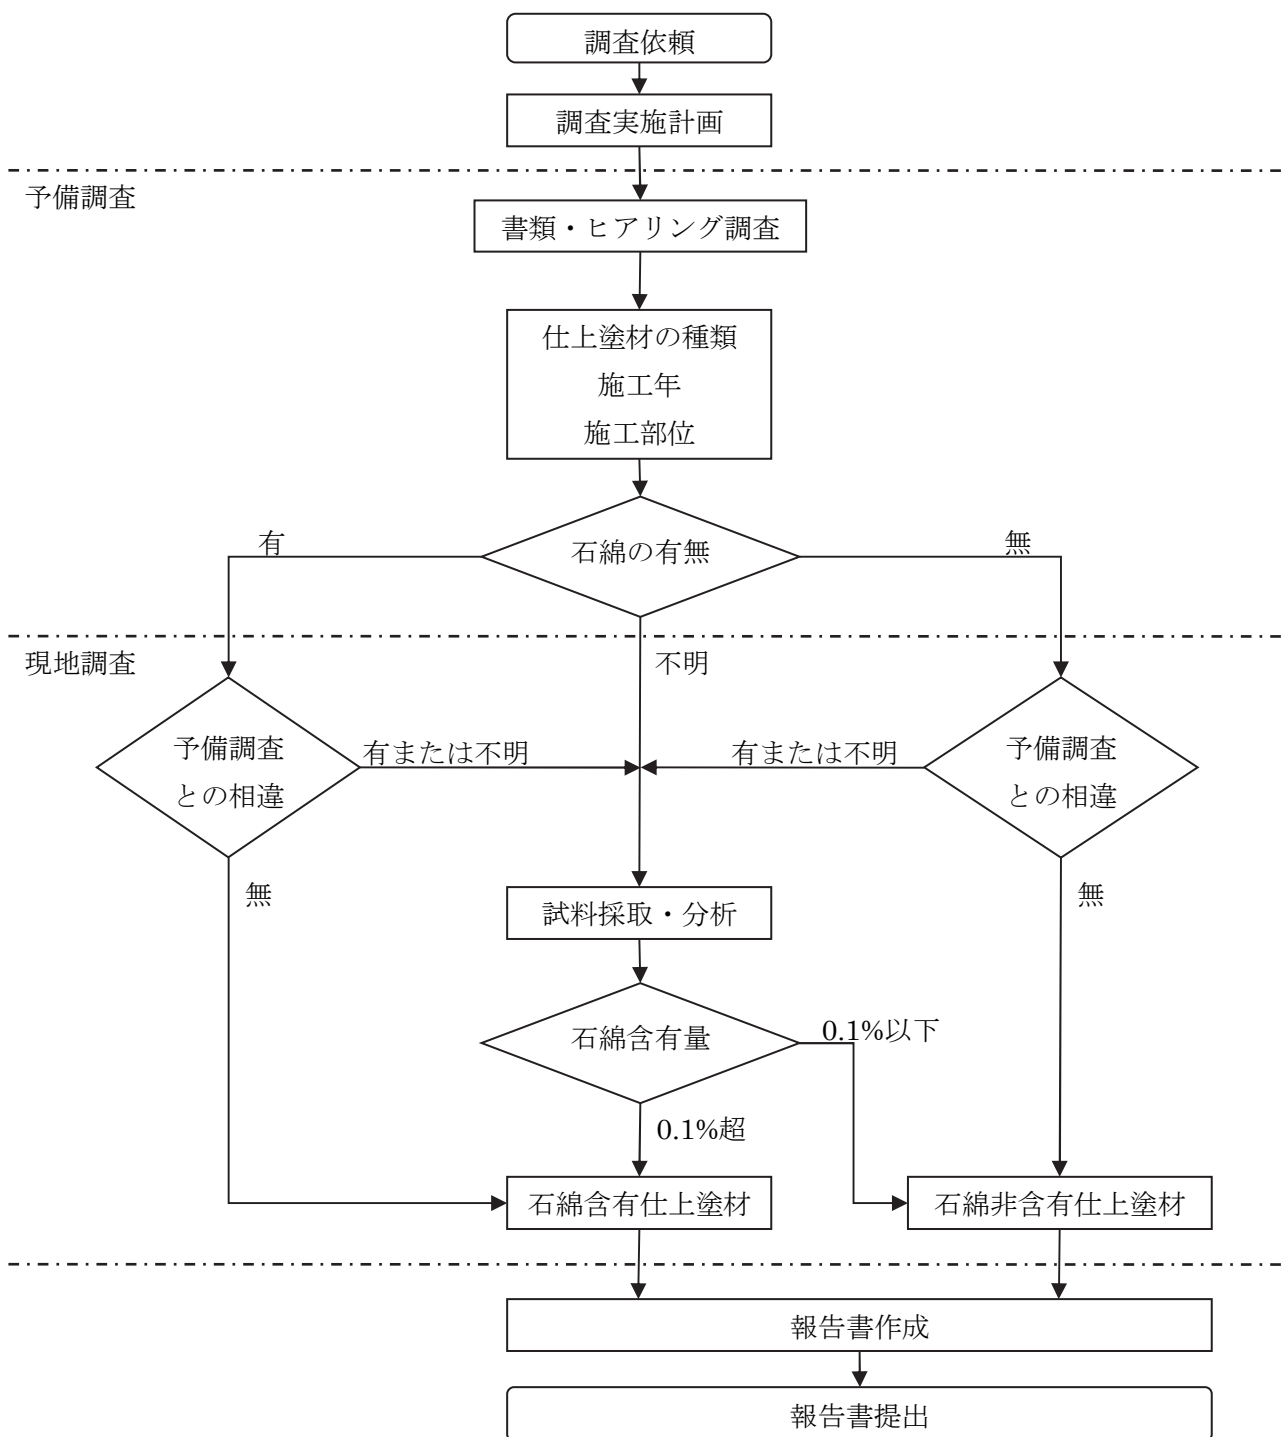 調査依頼
調査実施計画
予備調査
書類・ヒアリング調査
仕上塗材の種類
施工年
施工部位
石綿の有無
有
無
現地調査
不明
予備調査
との相違
有または不明
有または不明
予備調査
との相違
無
無
試料採取・分析
石綿含有量
0.1%以下
0.1%超
石綿含有仕上塗材
石綿非含有仕上塗材
報告書作成
報告書提出